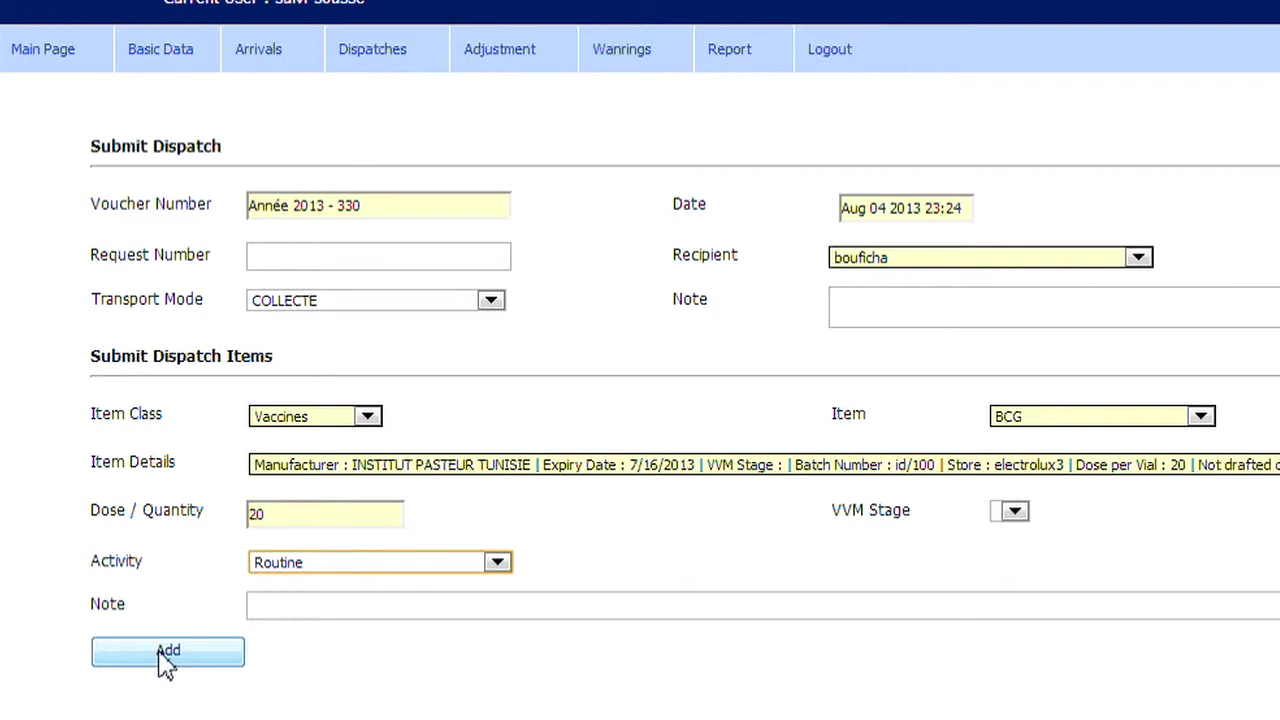 Main Page Basic Data Arrivals Dispatches Adjustment Wanrings Report Logout
Submit Dispatch
Voucher Number Année 2013 - 330 Date Aug 04 2013 23:24
Request Number Recipient bouficha
Transport Mode COLLECTE Note
Submit Dispatch Items
Item Class Vaccines Item BCG
Item Details Manufacturer : INSTITUT PASTEUR TUNISIE | Expiry Date : 7/16/2013 | VVM Stage : | Batch Number : id/100 | Store : electrolux3 | Dose per Vial : 20 | Not drafted
Dose / Quantity 20 VVM Stage
Activity Routine
Note
Add